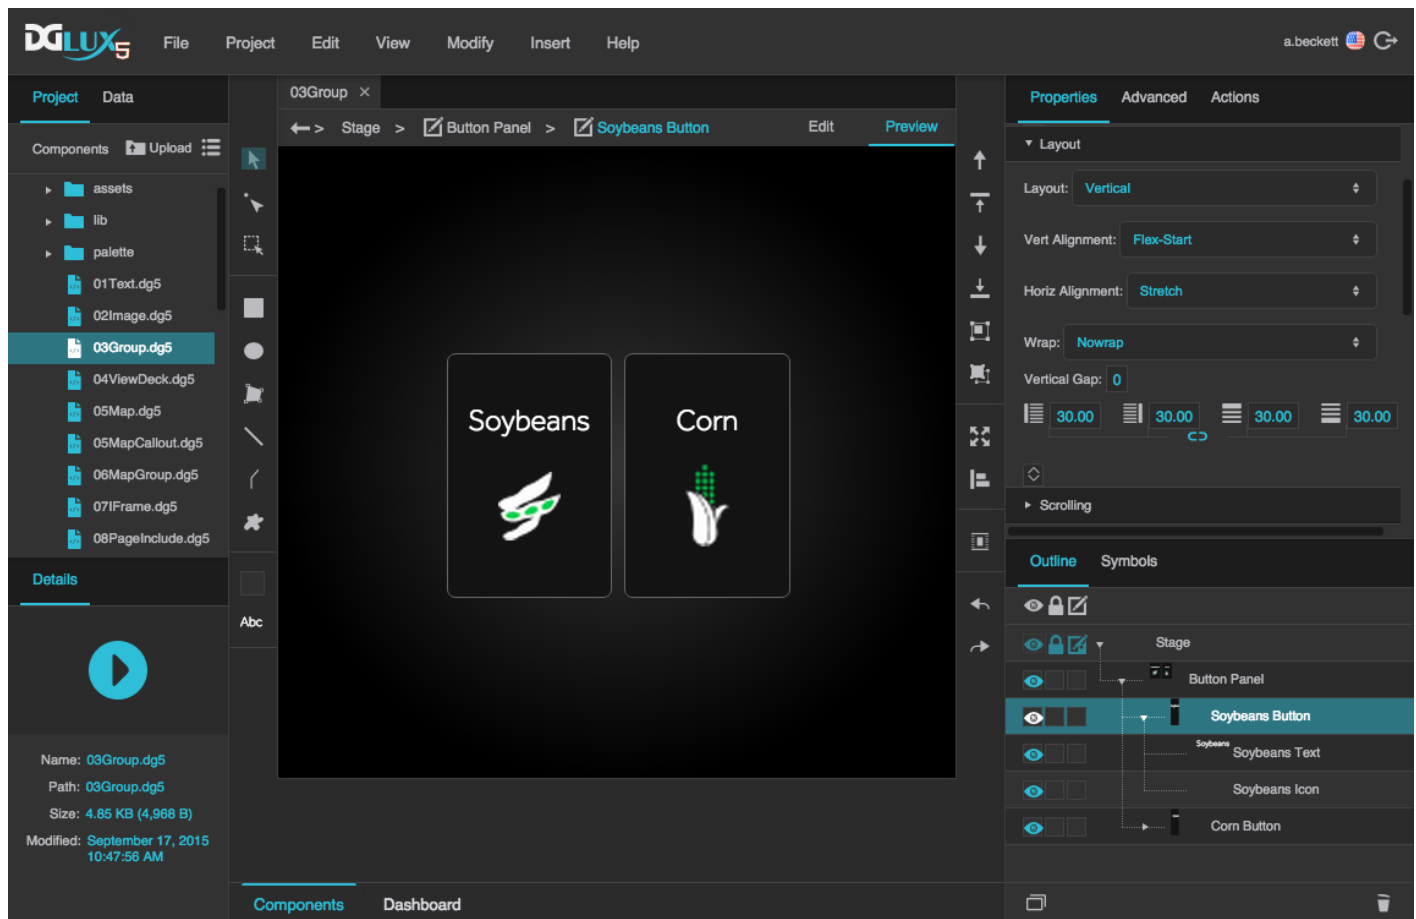 DGLUX5
File Project Edit View Modify Insert Help
a.beckett
Project Data
Components Upload
assets
lib
palette
01Text.dg5
02Image.dg5
03Group.dg5
04ViewDeck.dg5
05Map.dg5
05MapCallout.dg5
06MapGroup.dg5
07IFrame.dg5
08PageInclude.dg5
Details
Name: 03Group.dg5
Path: 03Group.dg5
Size: 4.85 KB (4,968 B)
Modified: September 17, 2015
10:47:56 AM
Abc
03Group ×
> Stage > Button Panel > Soybeans Button Edit Preview
Soybeans Corn
Components Dashboard
Properties Advanced Actions
Layout
Layout: Vertical
Vert Alignment: Flex-Start
Horiz Alignment: Stretch
Wrap: Nowrap
Vertical Gap: 0
30.00 30.00 30.00 30.00
Scrolling
Outline Symbols
Stage
Button Panel
Soybeans Button
Soybeans Soybeans Text
Soybeans Icon
Corn Button